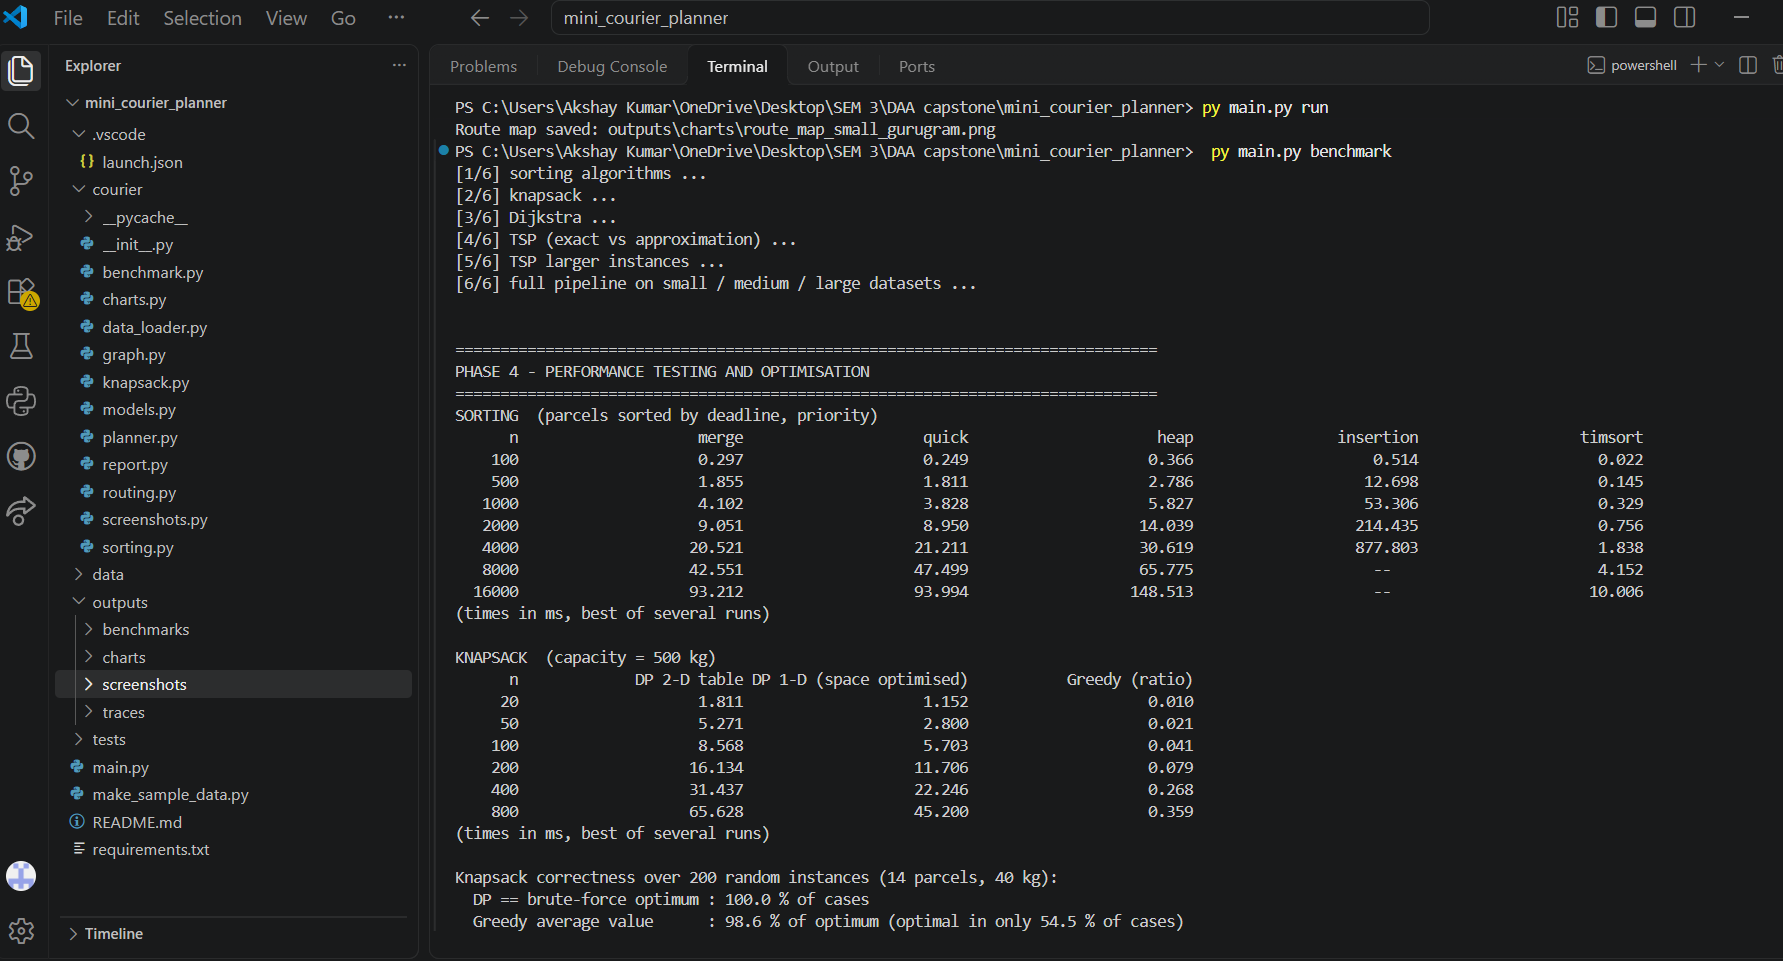 File Edit Selection View Go ···
mini_courier_planner
Explorer ···
mini_courier_planner
.vscode
{} launch.json
courier
__pycache__
__init__.py
benchmark.py
charts.py
data_loader.py
graph.py
knapsack.py
models.py
planner.py
report.py
routing.py
screenshots.py
sorting.py
data
outputs
benchmarks
charts
screenshots
traces
tests
main.py
make_sample_data.py
README.md
requirements.txt
Timeline
Problems Debug Console Terminal Output Ports
powershell
PS C:\Users\Akshay Kumar\OneDrive\Desktop\SEM 3\DAA capstone\mini_courier_planner> py main.py run
Route map saved: outputs\charts\route_map_small_gurugram.png
PS C:\Users\Akshay Kumar\OneDrive\Desktop\SEM 3\DAA capstone\mini_courier_planner>  py main.py benchmark
[1/6] sorting algorithms ...
[2/6] knapsack ...
[3/6] Dijkstra ...
[4/6] TSP (exact vs approximation) ...
[5/6] TSP larger instances ...
[6/6] full pipeline on small / medium / large datasets ...
==============================================================================
PHASE 4 - PERFORMANCE TESTING AND OPTIMISATION
==============================================================================
SORTING  (parcels sorted by deadline, priority)
n merge quick heap insertion timsort
100 0.297 0.249 0.366 0.514 0.022
500 1.855 1.811 2.786 12.698 0.145
1000 4.102 3.828 5.827 53.306 0.329
2000 9.051 8.950 14.039 214.435 0.756
4000 20.521 21.211 30.619 877.803 1.838
8000 42.551 47.499 65.775 -- 4.152
16000 93.212 93.994 148.513 -- 10.006
(times in ms, best of several runs)
KNAPSACK  (capacity = 500 kg)
n DP 2-D table DP 1-D (space optimised) Greedy (ratio)
20 1.811 1.152 0.010
50 5.271 2.800 0.021
100 8.568 5.703 0.041
200 16.134 11.706 0.079
400 31.437 22.246 0.268
800 65.628 45.200 0.359
(times in ms, best of several runs)
Knapsack correctness over 200 random instances (14 parcels, 40 kg):
DP == brute-force optimum : 100.0 % of cases
Greedy average value      : 98.6 % of optimum (optimal in only 54.5 % of cases)